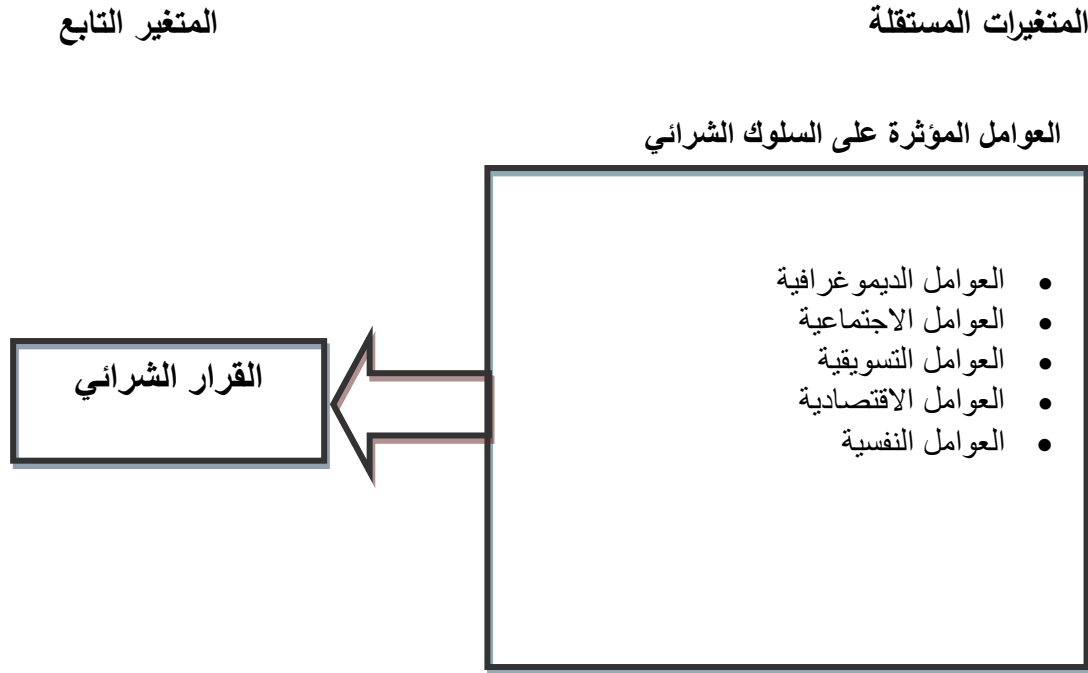 المتغيرات المستقلة
المتغير التابع
العوامل المؤثرة على السلوك الشرائي
• العوامل الديموغرافية
• العوامل الاجتماعية
• العوامل التسويقية
• العوامل الاقتصادية
• العوامل النفسية
القرار الشرائي